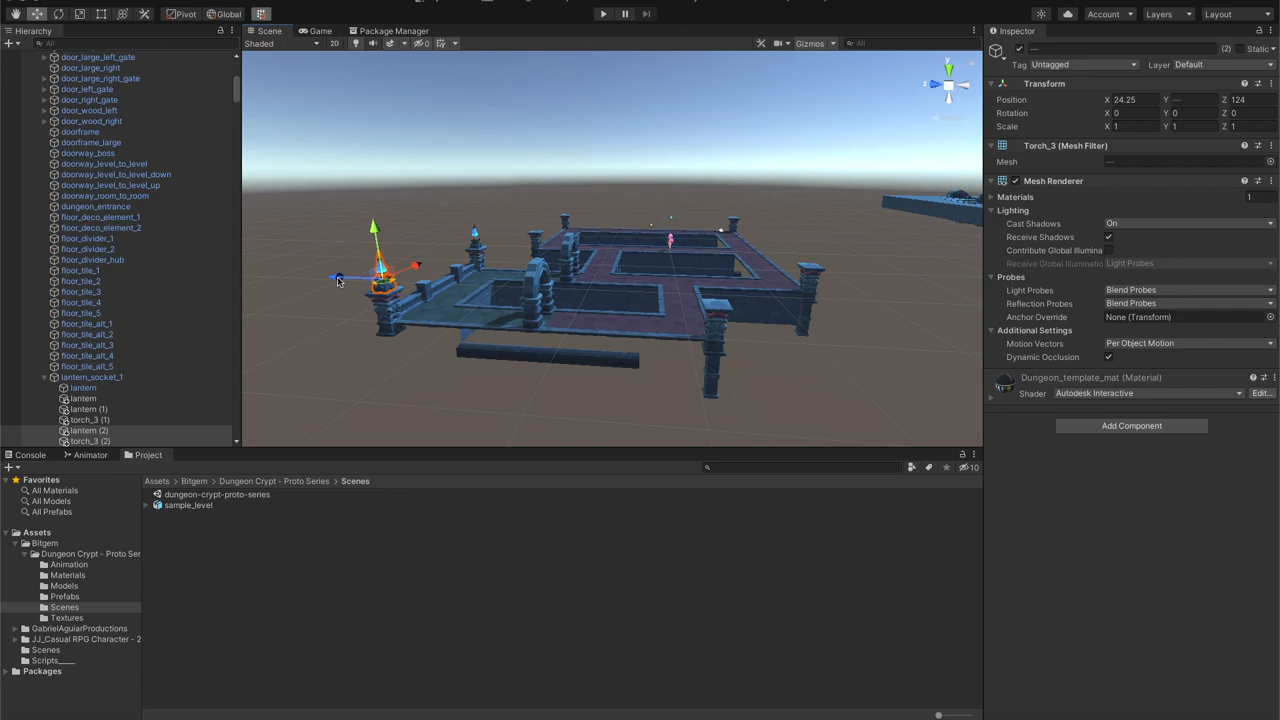 Pivot Global Account Layers Layout
Hierarchy Scene Game Package Manager Inspector
All Shaded 2D 0 Gizmos All
(2) Static
Tag Untagged Layer Default
Transform
Position X 24.25 Y — Z 124
Rotation X 0 Y 0 Z 0
Scale X 1 Y 1 Z 1
Torch_3 (Mesh Filter)
Mesh —
Mesh Renderer
Materials 1
Lighting
Cast Shadows On
Receive Shadows
Contribute Global Illumina
Receive Global Illuminat Light Probes
Probes
Light Probes Blend Probes
Reflection Probes Blend Probes
Anchor Override None (Transform)
Additional Settings
Motion Vectors Per Object Motion
Dynamic Occlusion
Dungeon_template_mat (Material)
Shader Autodesk Interactive Edit...
Add Component
door_large_left_gate
door_large_right
door_large_right_gate
door_left_gate
door_right_gate
door_wood_left
door_wood_right
doorframe
doorframe_large
doorway_boss
doorway_level_to_level
doorway_level_to_level_down
doorway_level_to_level_up
doorway_room_to_room
dungeon_entrance
floor_deco_element_1
floor_deco_element_2
floor_divider_1
floor_divider_2
floor_divider_hub
floor_tile_1
floor_tile_2
floor_tile_3
floor_tile_4
floor_tile_5
floor_tile_alt_1
floor_tile_alt_2
floor_tile_alt_3
floor_tile_alt_4
floor_tile_alt_5
lantern_socket_1
lantern
lantern
lantern (1)
torch_3 (1)
lantern (2)
torch_3 (2)
y
z
Console Animator Project
10
Favorites
All Materials
All Models
All Prefabs
Assets
Bitgem
Dungeon Crypt - Proto Ser
Animation
Materials
Models
Prefabs
Scenes
Textures
GabrielAguiarProductions
JJ_Casual RPG Character - 2
Scenes
Scripts____
Packages
Assets Bitgem Dungeon Crypt - Proto Series Scenes
dungeon-crypt-proto-series
sample_level